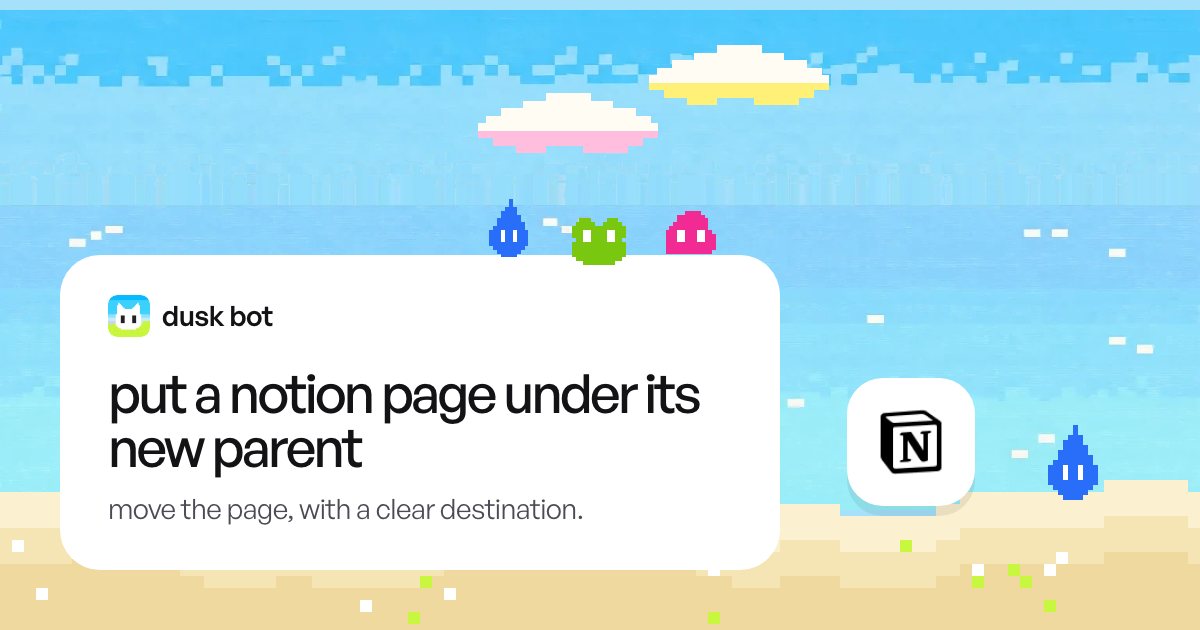 dusk bot
put a notion page under its
new parent
move the page, with a clear destination.
N